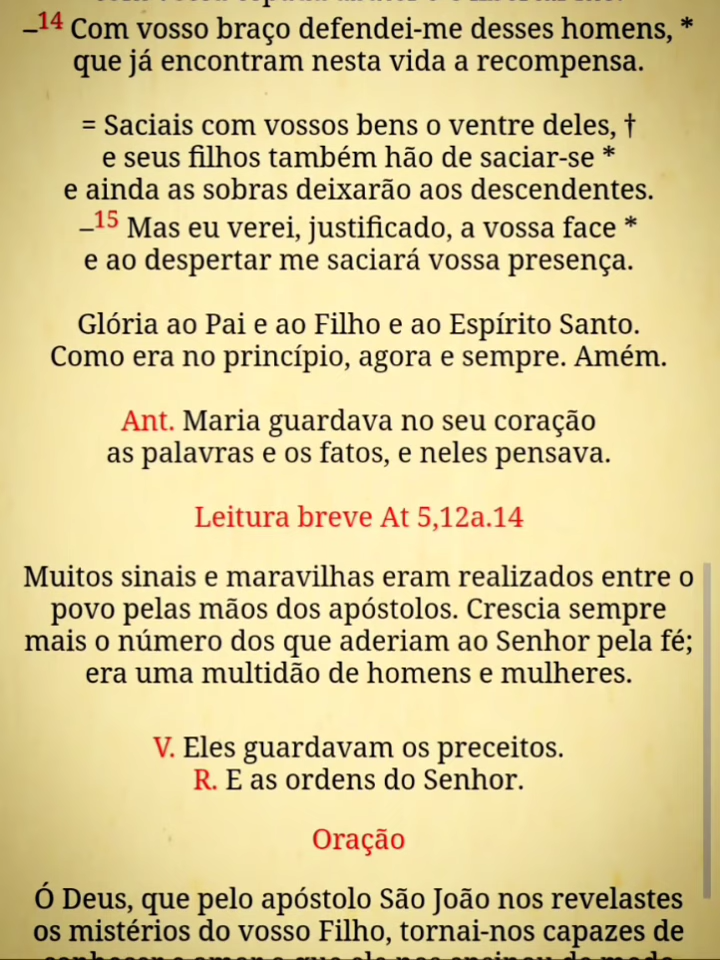 –14 Com vosso braço defendei-me desses homens, *
que já encontram nesta vida a recompensa.
= Saciais com vossos bens o ventre deles, †
e seus filhos também hão de saciar-se *
e ainda as sobras deixarão aos descendentes.
–15 Mas eu verei, justificado, a vossa face *
e ao despertar me saciará vossa presença.
Glória ao Pai e ao Filho e ao Espírito Santo.
Como era no princípio, agora e sempre. Amém.
Ant. Maria guardava no seu coração
as palavras e os fatos, e neles pensava.
Leitura breve At 5,12a.14
Muitos sinais e maravilhas eram realizados entre o
povo pelas mãos dos apóstolos. Crescia sempre
mais o número dos que aderiam ao Senhor pela fé;
era uma multidão de homens e mulheres.
V. Eles guardavam os preceitos.
R. E as ordens do Senhor.
Oração
Ó Deus, que pelo apóstolo São João nos revelastes
os mistérios do vosso Filho, tornai-nos capazes de